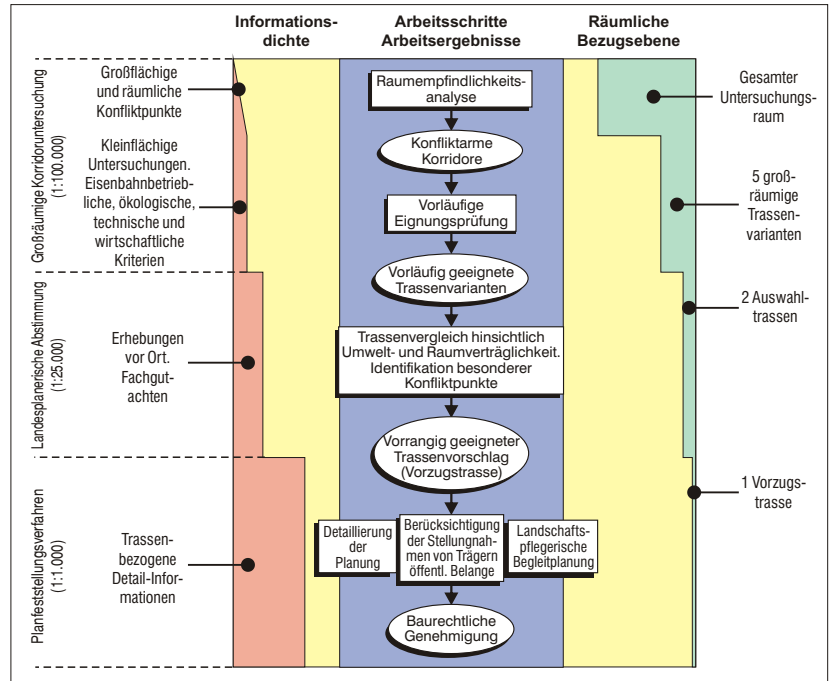 Informations-
dichte
Arbeitsschritte
Arbeitsergebnisse
Räumliche
Bezugsebene
Großräumige Korridoruntersuchung
(1:100.000)
Großflächige
und räumliche
Konfliktpunkte
Kleinflächige
Untersuchungen.
Eisenbahnbetrieb-
liche, ökologische,
technische und
wirtschaftliche
Kriterien
Raumempfindlichkeits-
analyse
Konfliktarme
Korridore
Vorläufige
Eignungsprüfung
Vorläufig geeignete
Trassenvarianten
Gesamter
Untersuchungs-
raum
5 groß-
räumige
Trassen-
varianten
Landesplanerische Abstimmung
(1:25.000)
Erhebungen
vor Ort.
Fachgut-
achten
Trassenvergleich hinsichtlich
Umwelt- und Raumverträglichkeit.
Identifikation besonderer
Konfliktpunkte
Vorrangig geeigneter
Trassenvorschlag
(Vorzugstrasse)
2 Auswahl-
trassen
Planfeststellungsverfahren
(1:1.000)
Trassen-
bezogene
Detail-Infor-
mationen
Detaillierung
der
Planung
Berücksichtigung
der Stellungnah-
men von Trägern
öffentl. Belange
Landschafts-
pflegerische
Begleitplanung
Baurechtliche
Genehmigung
1 Vorzugs-
trasse